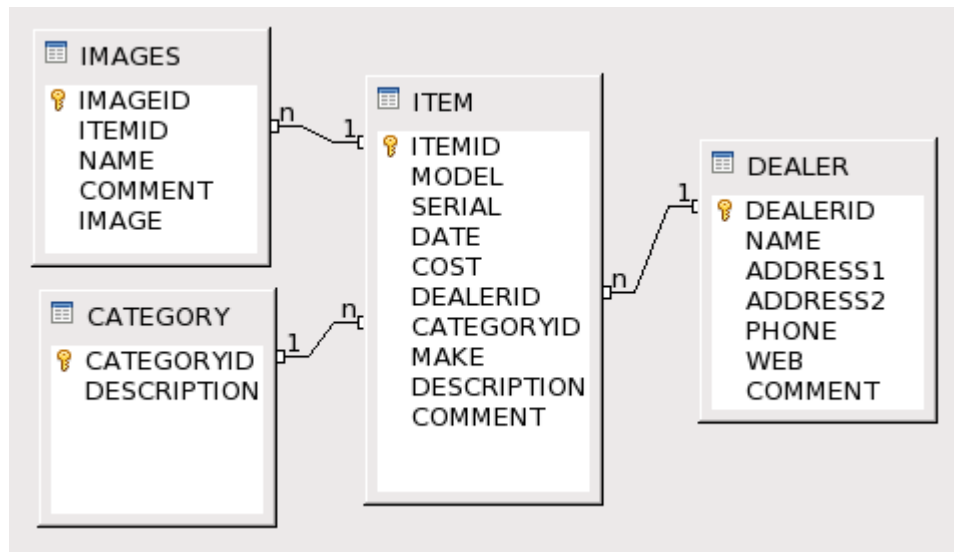 IMAGES
IMAGEID
ITEMID
NAME
COMMENT
IMAGE
n
1
CATEGORY
CATEGORYID
DESCRIPTION
1
n
ITEM
ITEMID
MODEL
SERIAL
DATE
COST
DEALERID
CATEGORYID
MAKE
DESCRIPTION
COMMENT
n
1
DEALER
DEALERID
NAME
ADDRESS1
ADDRESS2
PHONE
WEB
COMMENT